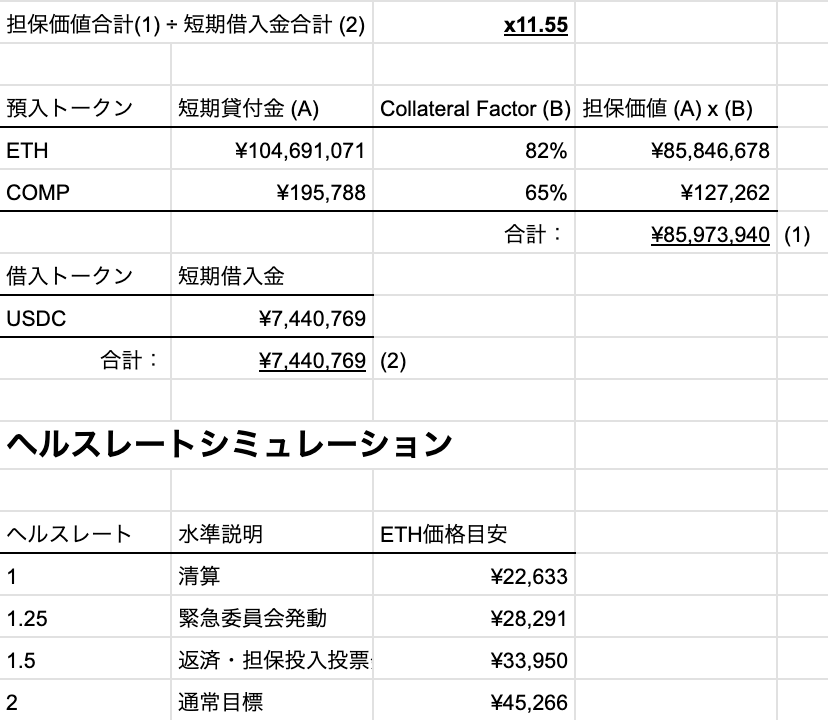 担保価値合計(1) ÷ 短期借入金合計 (2) x11.55
預入トークン 短期貸付金 (A) Collateral Factor (B) 担保価値 (A) x (B)
ETH ¥104,691,071 82% ¥85,846,678
COMP ¥195,788 65% ¥127,262
合計： ¥85,973,940 (1)
借入トークン 短期借入金
USDC ¥7,440,769
合計： ¥7,440,769 (2)
ヘルスレートシミュレーション
ヘルスレート 水準説明 ETH価格目安
1 清算 ¥22,633
1.25 緊急委員会発動 ¥28,291
1.5 返済・担保投入投票 ¥33,950
2 通常目標 ¥45,266